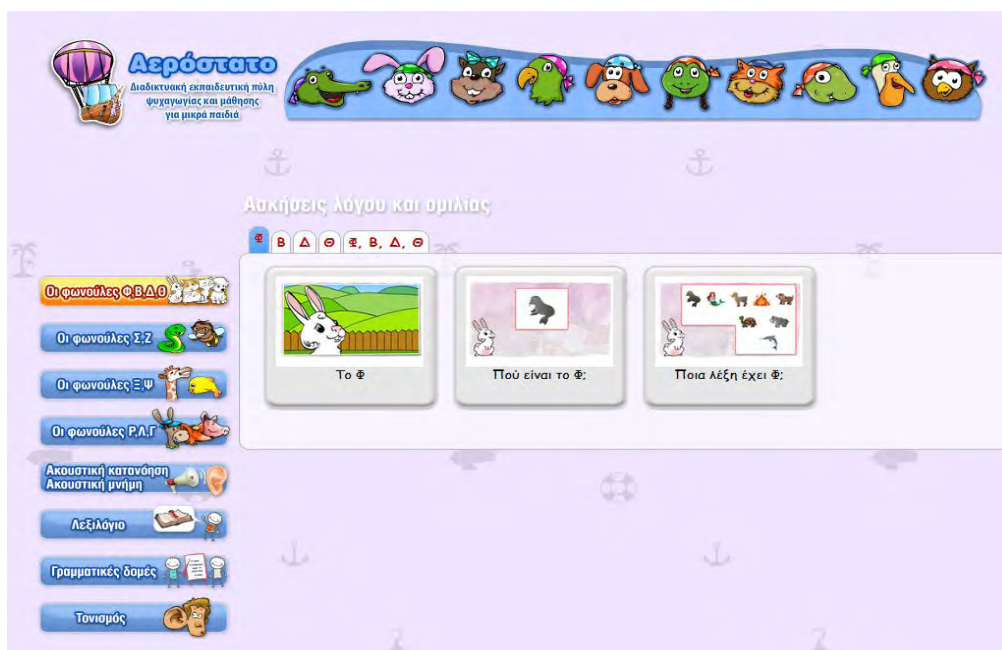 Αερόστατο
Διαδικτυακή εκπαιδευτική πύλη
ψυχαγωγίας και μάθησης
για μικρά παιδιά
Ασκήσεις λόγου και ομιλίας
Φ Β Δ Θ Φ, Β, Δ, Θ
Οι φωνούλες Φ,Β,Δ,Θ
Οι φωνούλες Σ,Ζ
Οι φωνούλες Ξ,Ψ
Οι φωνούλες Ρ,Λ,Γ
Ακουστική κατανόηση
Ακουστική μνήμη
Λεξιλόγιο
Γραμματικές δομές
Τονισμός
Το Φ
Πού είναι το Φ;
Ποια λέξη έχει Φ;